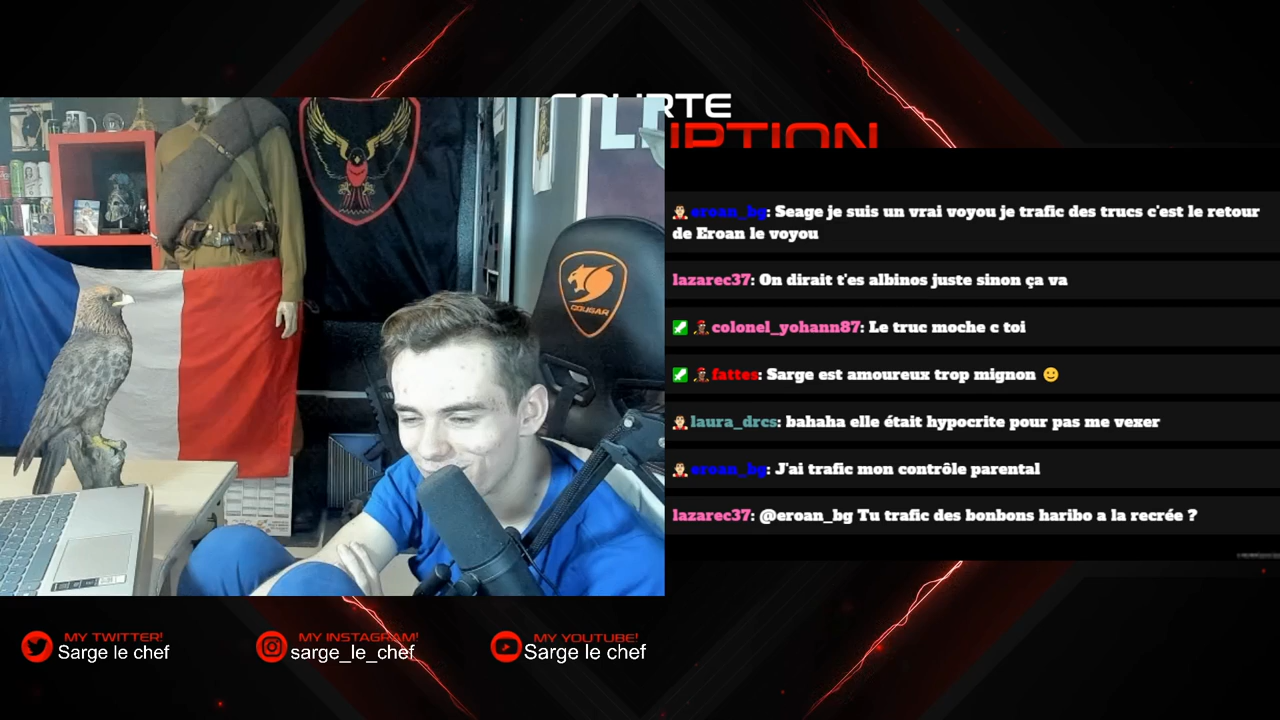 COURTE
IPTION
COUGAR
eroan_bg: Seage je suis un vrai voyou je trafic des trucs c'est le retour
de Eroan le voyou
lazarec37: On dirait t'es albinos juste sinon ça va
colonel_yohann87: Le truc moche c toi
fattes: Sarge est amoureux trop mignon
laura_drcs: bahaha elle était hypocrite pour pas me vexer
eroan_bg: J'ai trafic mon contrôle parental
lazarec37: @eroan_bg Tu trafic des bonbons haribo a la recrée ?
MY TWITTER!
Sarge le chef
MY INSTAGRAM!
sarge_le_chef
MY YOUTUBE!
Sarge le chef